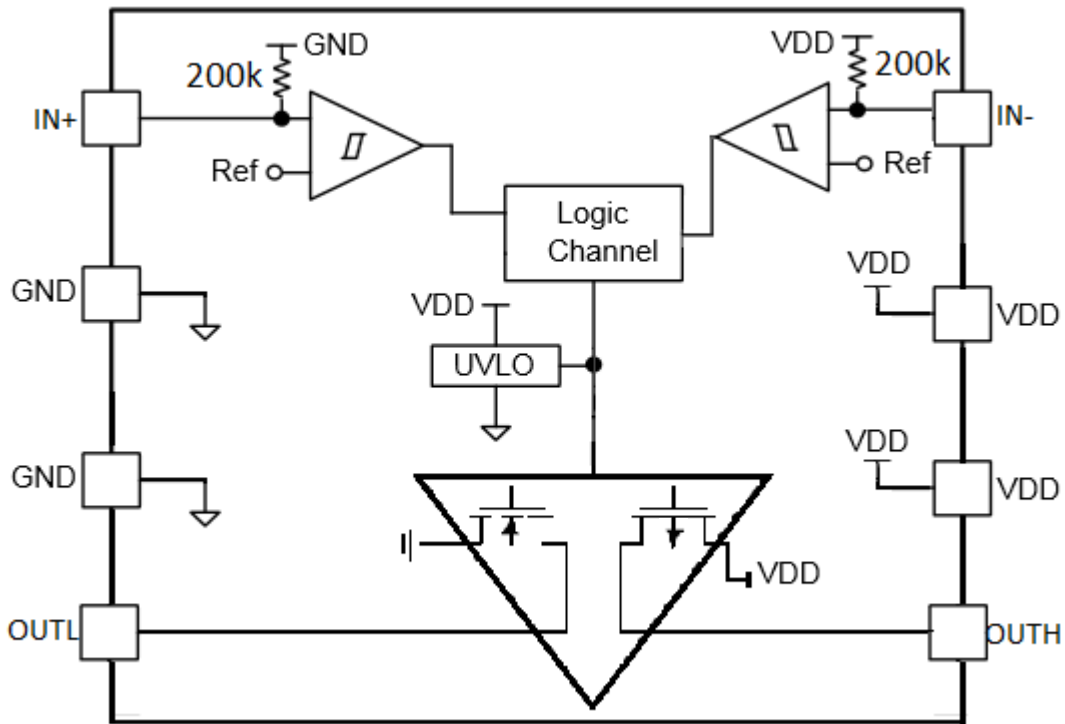 GND
VDD
200k
200k
IN+
IN-
Ref
Ref
Logic
Channel
GND
VDD
VDD
VDD
UVLO
GND
VDD
VDD
VDD
OUTL
OUTH